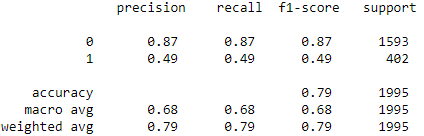 precision recall f1-score support
0 0.87 0.87 0.87 1593
1 0.49 0.49 0.49 402
accuracy 0.79 1995
macro avg 0.68 0.68 0.68 1995
weighted avg 0.79 0.79 0.79 1995